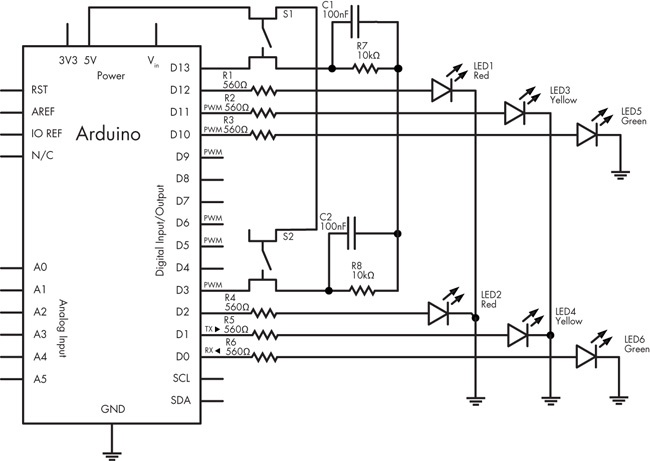 S1
C1
100nF
R7
10kΩ
3V3 5V
V in
Power
D13
RST
AREF
IO REF
N/C
Arduino
D12
R1
560Ω
LED1
Red
D11
PWM
R2
560Ω
LED3
Yellow
D10
PWM
R3
560Ω
LED5
Green
D9
PWM
D8
D7
D6
PWM
D5
PWM
D4
D3
PWM
Digital Input/Output
S2
C2
100nF
R8
10kΩ
A0
A1
A2
A3
A4
A5
Analog Input
D2
R4
560Ω
LED2
Red
D1
TX ►
R5
560Ω
LED4
Yellow
D0
RX ◄
R6
560Ω
LED6
Green
SCL
SDA
GND